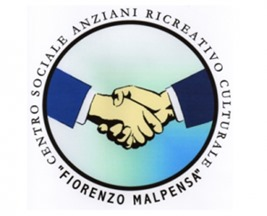 CENTRO SOCIALE ANZIANI RICREATIVO CULTURALE
"FIORENZO MALPENSA"